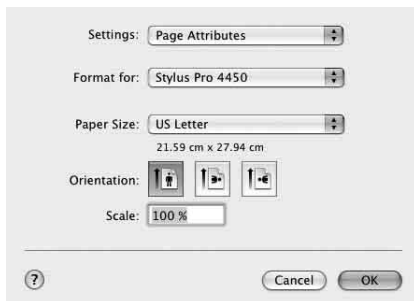 Settings: Page Attributes
Format for: Stylus Pro 4450
Paper Size: US Letter
21.59 cm x 27.94 cm
Orientation:
Scale: 100 %
? Cancel OK